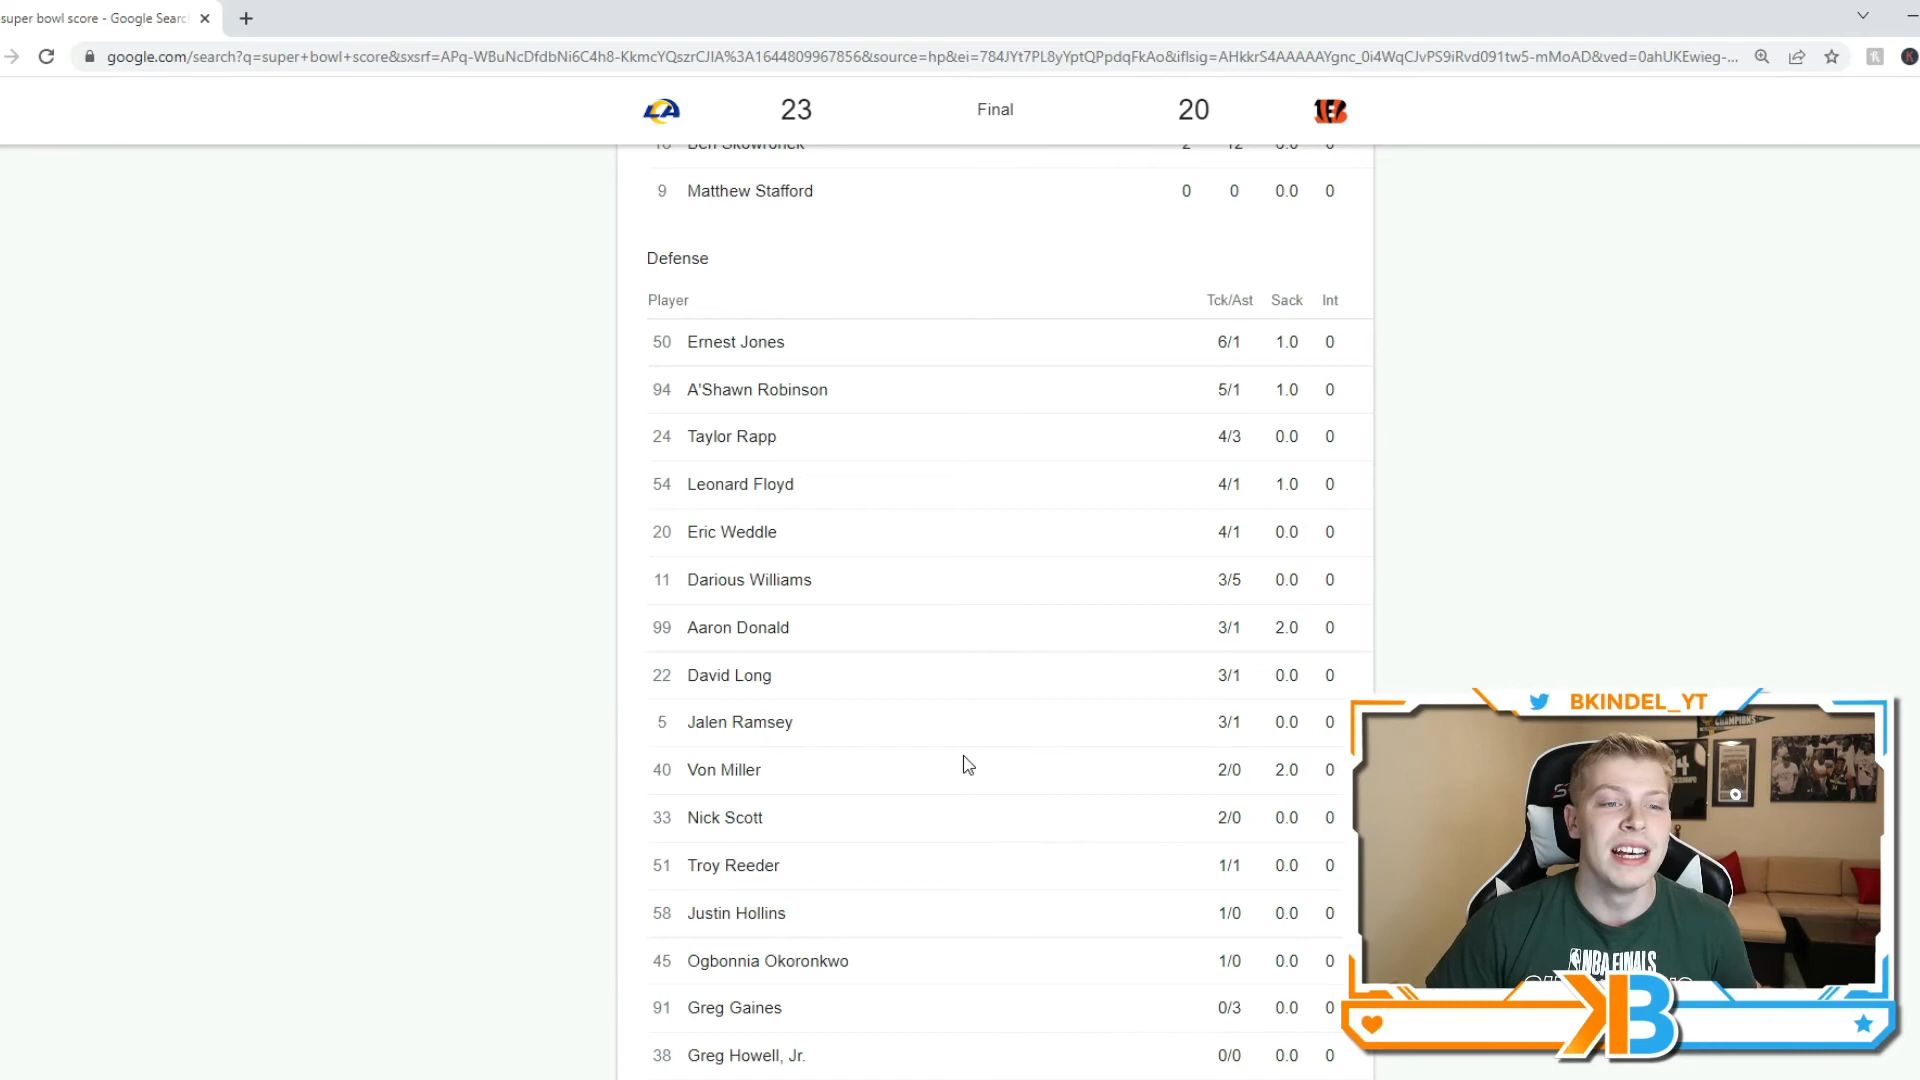 super bowl score - Google Searc
google.com/search?q=super+bowl+score&sxsrf=APq-WBuNcDfdbNi6C4h8-KkmcYQszrCJIA%3A1644809967856&source=hp&ei=784JYt7PL8yYptQPpdqFkAo&iflsig=AHkkrS4AAAAAYgnc_0i4WqCJvPS9iRvd091tw5-mMoAD&ved=0ahUKEwieg-...
LA 23 Final 20
Ben Skowronek 2 12 0
9 Matthew Stafford 0 0 0.0 0
Defense
Player Tck/Ast Sack Int
50 Ernest Jones 6/1 1.0 0
94 A'Shawn Robinson 5/1 1.0 0
24 Taylor Rapp 4/3 0.0 0
54 Leonard Floyd 4/1 1.0 0
20 Eric Weddle 4/1 0.0 0
11 Darious Williams 3/5 0.0 0
99 Aaron Donald 3/1 2.0 0
22 David Long 3/1 0.0 0
5 Jalen Ramsey 3/1 0.0 0
40 Von Miller 2/0 2.0 0
33 Nick Scott 2/0 0.0 0
51 Troy Reeder 1/1 0.0 0
58 Justin Hollins 1/0 0.0 0
45 Ogbonnia Okoronkwo 1/0 0.0 0
91 Greg Gaines 0/3 0.0 0
38 Greg Howell, Jr. 0/0 0.0 0
BKINDEL_YT
CHAMPIONS
NBA FINALS
KB